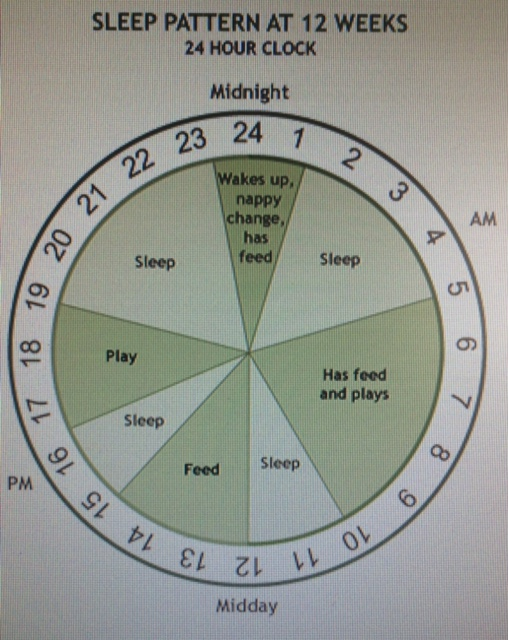 SLEEP PATTERN AT 12 WEEKS
24 HOUR CLOCK
Midnight
24
1
2
3
4
5
6
7
8
9
10
11
12
13
14
15
16
17
18
19
20
21
22
23
AM
PM
Wakes up,
nappy
change,
has
feed
Sleep
Has feed
and plays
Sleep
Feed
Sleep
Play
Sleep
Midday